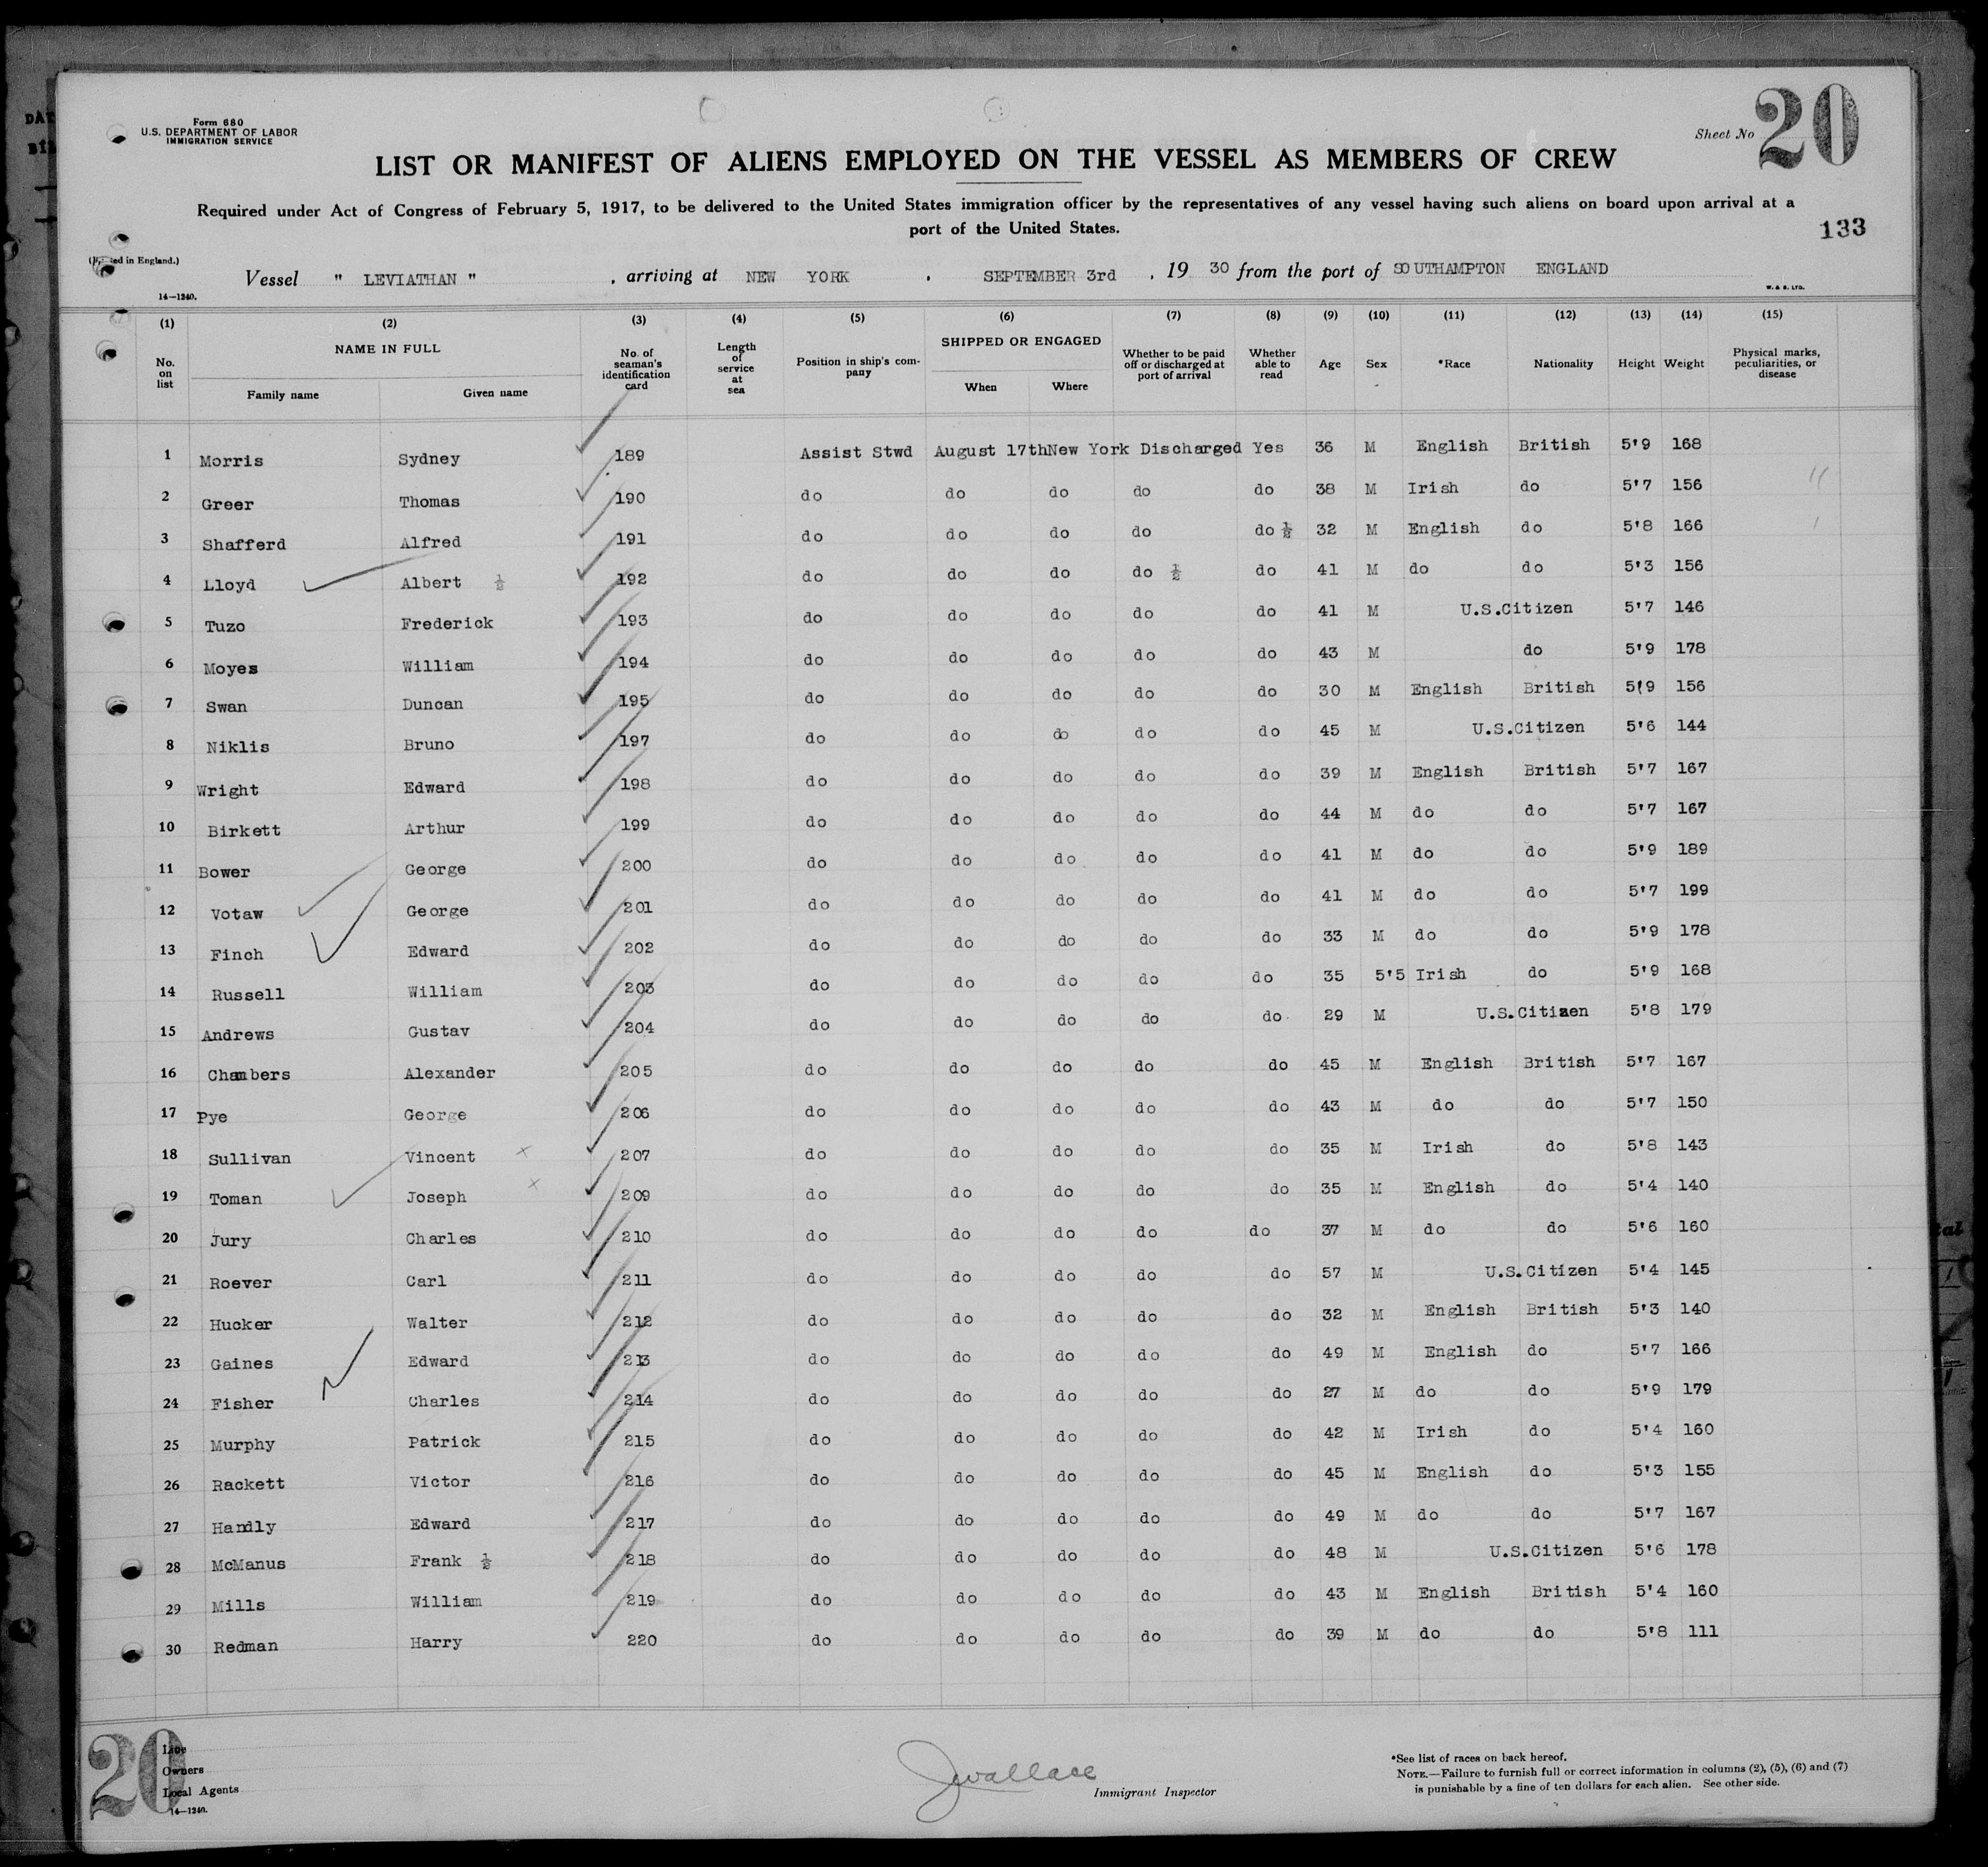 Form 680
U.S. DEPARTMENT OF LABOR
IMMIGRATION SERVICE
Sheet No 20
LIST OR MANIFEST OF ALIENS EMPLOYED ON THE VESSEL AS MEMBERS OF CREW
Required under Act of Congress of February 5, 1917, to be delivered to the United States immigration officer by the representatives of any vessel having such aliens on board upon arrival at a
port of the United States.
133
Vessel " LEVIATHAN " , arriving at NEW YORK , SEPTEMBER 3rd , 19 30 from the port of SOUTHAMPTON ENGLAND
14—1240. W. & S. LTD.
(1) (2) (3) (4) (5) (6) (7) (8) (9) (10) (11) (12) (13) (14) (15)
No. on list NAME IN FULL Family name Given name No. of seaman's identification card Length of service at sea Position in ship's company SHIPPED OR ENGAGED When Where Whether to be paid off or discharged at port of arrival Whether able to read Age Sex *Race Nationality Height Weight Physical marks, peculiarities, or disease
1 Morris Sydney 189 Assist Stwd August 17th New York Discharged Yes 36 M English British 5'9 168
2 Greer Thomas 190 do do do do do 38 M Irish do 5'7 156
3 Shafferd Alfred 191 do do do do do ½ 32 M English do 5'8 166
4 Lloyd Albert ½ 192 do do do do ½ do 41 M do do 5'3 156
5 Tuzo Frederick 193 do do do do do 41 M U.S.Citizen 5'7 146
6 Moyes William 194 do do do do do 43 M do 5'9 178
7 Swan Duncan 195 do do do do do 30 M English British 5'9 156
8 Niklis Bruno 197 do do do do do 45 M U.S.Citizen 5'6 144
9 Wright Edward 198 do do do do do 39 M English British 5'7 167
10 Birkett Arthur 199 do do do do do 44 M do do 5'7 167
11 Bower George 200 do do do do do 41 M do do 5'9 189
12 Votaw George 201 do do do do do 41 M do do 5'7 199
13 Finch Edward 202 do do do do do 33 M do do 5'9 178
14 Russell William 203 do do do do do 35 5'5 Irish do 5'9 168
15 Andrews Gustav 204 do do do do do 29 M U.S.Citizen 5'8 179
16 Chambers Alexander 205 do do do do do 45 M English British 5'7 167
17 Pye George 206 do do do do do 43 M do do 5'7 150
18 Sullivan Vincent x 207 do do do do do 35 M Irish do 5'8 143
19 Toman Joseph x 209 do do do do do 35 M English do 5'4 140
20 Jury Charles 210 do do do do do 37 M do do 5'6 160
21 Roever Carl 211 do do do do do 57 M U.S.Citizen 5'4 145
22 Hucker Walter 212 do do do do do 32 M English British 5'3 140
23 Gaines Edward 213 do do do do do 49 M English do 5'7 166
24 Fisher Charles 214 do do do do do 27 M do do 5'9 179
25 Murphy Patrick 215 do do do do do 42 M Irish do 5'4 160
26 Rackett Victor 216 do do do do do 45 M English do 5'3 155
27 Handly Edward 217 do do do do do 49 M do do 5'7 167
28 McManus Frank ½ 218 do do do do do 48 M U.S.Citizen 5'6 178
29 Mills William 219 do do do do do 43 M English British 5'4 160
30 Redman Harry 220 do do do do do 39 M do do 5'8 111
20
Line
Owners
Local Agents
14—1240.
JWallace
Immigrant Inspector
*See list of races on back hereof.
NOTE.—Failure to furnish full or correct information in columns (2), (5), (6) and (7)
is punishable by a fine of ten dollars for each alien. See other side.